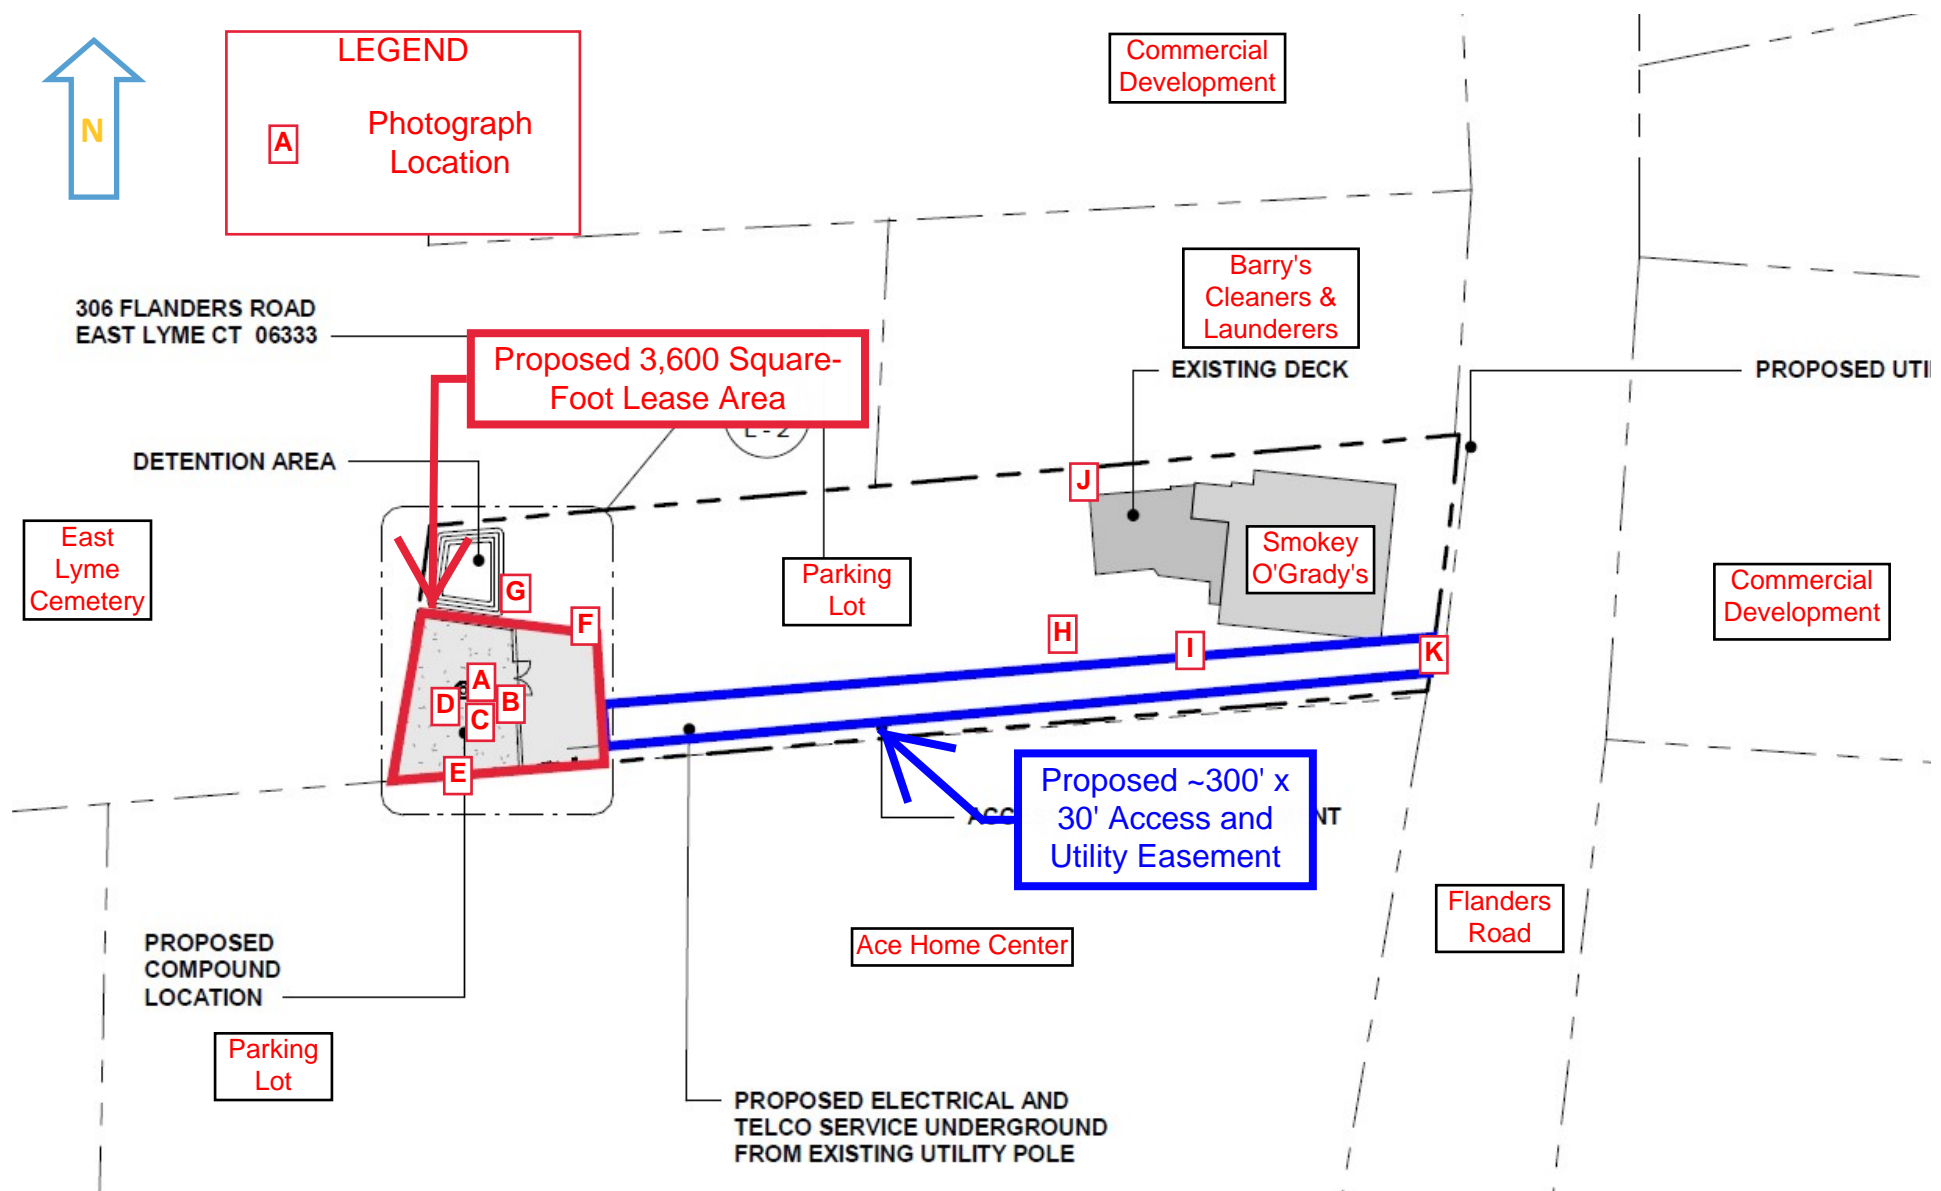 N
LEGEND
A
Photograph
Location
Commercial
Development
306 FLANDERS ROAD
EAST LYME CT  06333
Barry's
Cleaners &
Launderers
Proposed 3,600 Square-
Foot Lease Area
EXISTING DECK
PROPOSED
DETENTION AREA
J
East
Lyme
Cemetery
Smokey
O'Grady's
Parking
Lot
Commercial
Development
G
F
H
I
K
A
D
B
C
E
Proposed ~300' x
30' Access and
Utility Easement
Flanders
Road
Ace Home Center
PROPOSED
COMPOUND
LOCATION
Parking
Lot
PROPOSED ELECTRICAL AND
TELCO SERVICE UNDERGROUND
FROM EXISTING UTILITY POLE